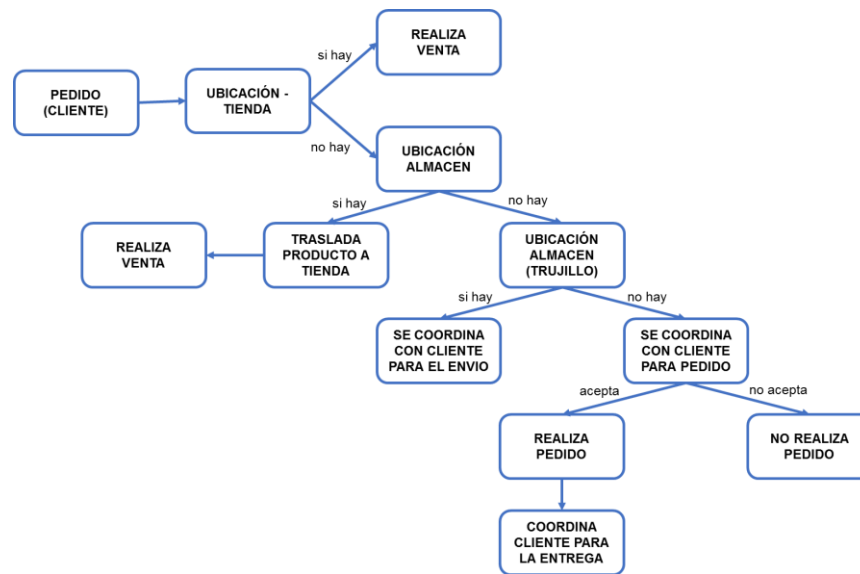 REALIZA
VENTA
si hay
PEDIDO
(CLIENTE)
UBICACIÓN -
TIENDA
no hay
UBICACIÓN
ALMACEN
si hay
no hay
REALIZA
VENTA
TRASLADA
PRODUCTO A
TIENDA
UBICACIÓN
ALMACEN
(TRUJILLO)
si hay
no hay
SE COORDINA
CON CLIENTE
PARA EL ENVIO
SE COORDINA
CON CLIENTE
PARA PEDIDO
acepta
no acepta
REALIZA
PEDIDO
NO REALIZA
PEDIDO
COORDINA
CLIENTE PARA
LA ENTREGA